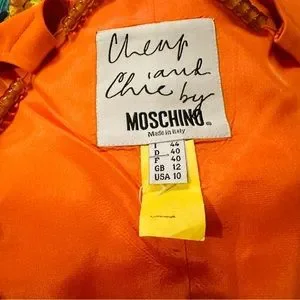 Cheap
and
Chic by
MOSCHINO®
Made in Italy
I 44
D 40
F 40
GB 12
USA 10